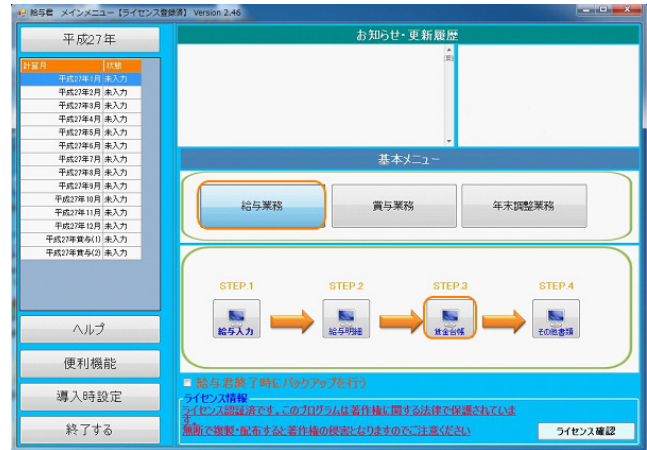 給与君 メインメニュー【ライセンス登録済】 Version 2.46
平成27年
お知らせ・更新履歴
計算月 状態
平成27年1月 未入力
平成27年2月 未入力
平成27年3月 未入力
平成27年4月 未入力
平成27年5月 未入力
平成27年6月 未入力
平成27年7月 未入力
平成27年8月 未入力
平成27年9月 未入力
平成27年10月 未入力
平成27年11月 未入力
平成27年12月 未入力
平成27年賞与(1) 未入力
平成27年賞与(2) 未入力
基本メニュー
給与業務 賞与業務 年末調整業務
STEP.1 STEP.2 STEP.3 STEP.4
給与入力 給与明細 賃金台帳 その他書類
ヘルプ
便利機能
導入時設定
終了する
給与君終了時にバックアップを行う
ライセンス情報
ライセンス認証済です。このプログラムは著作権に関する法律で保護されていま
す。
無断で複製・配布すると著作権の侵害となりますのでご注意ください
ライセンス確認